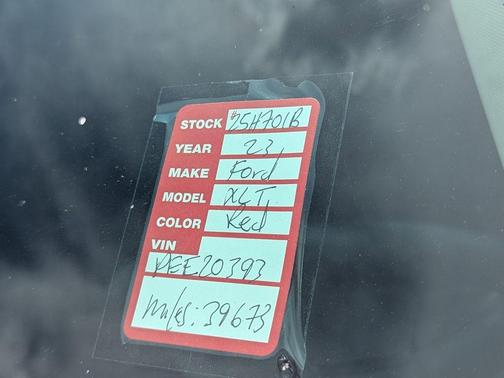 STOCK #25H701B
YEAR 23
MAKE Ford
MODEL XLT
COLOR Red
VIN
PEE20393
Miles: 39673